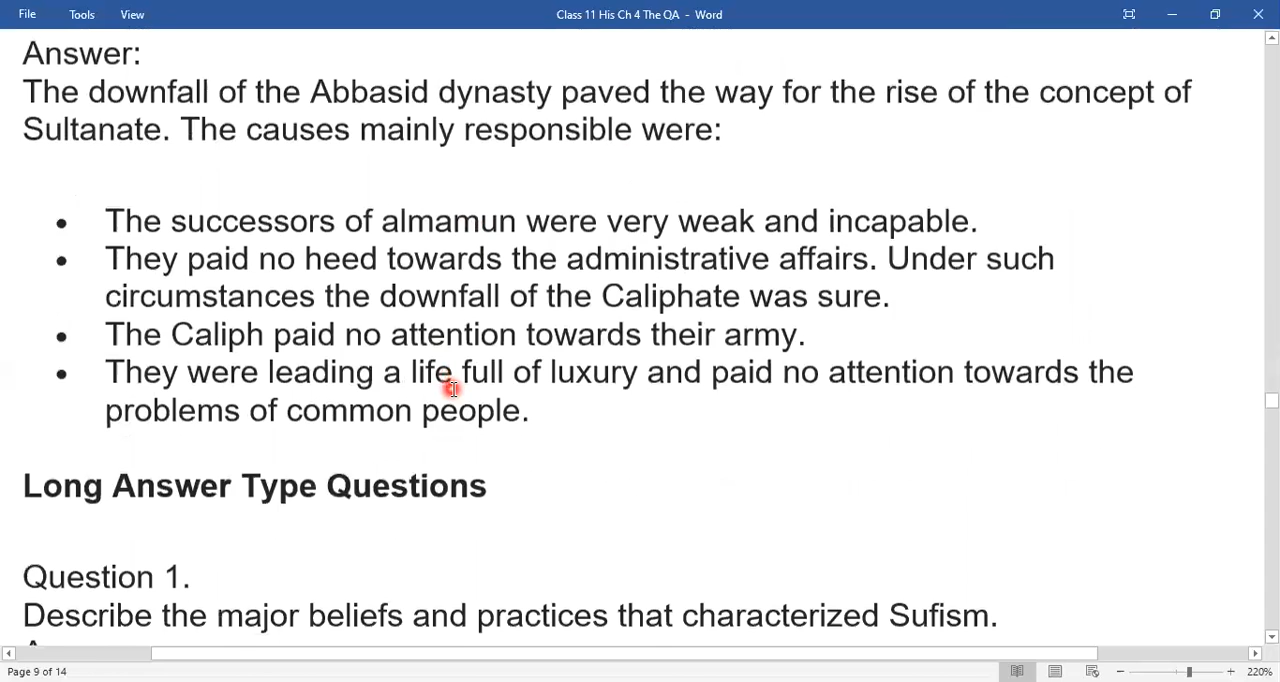 File Tools View Class 11 His Ch 4 The QA - Word
Answer:
The downfall of the Abbasid dynasty paved the way for the rise of the concept of
Sultanate. The causes mainly responsible were:
• The successors of almamun were very weak and incapable.
• They paid no heed towards the administrative affairs. Under such
circumstances the downfall of the Caliphate was sure.
• The Caliph paid no attention towards their army.
• They were leading a life full of luxury and paid no attention towards the
problems of common people.
Long Answer Type Questions
Question 1.
Describe the major beliefs and practices that characterized Sufism.
Page 9 of 14 220%